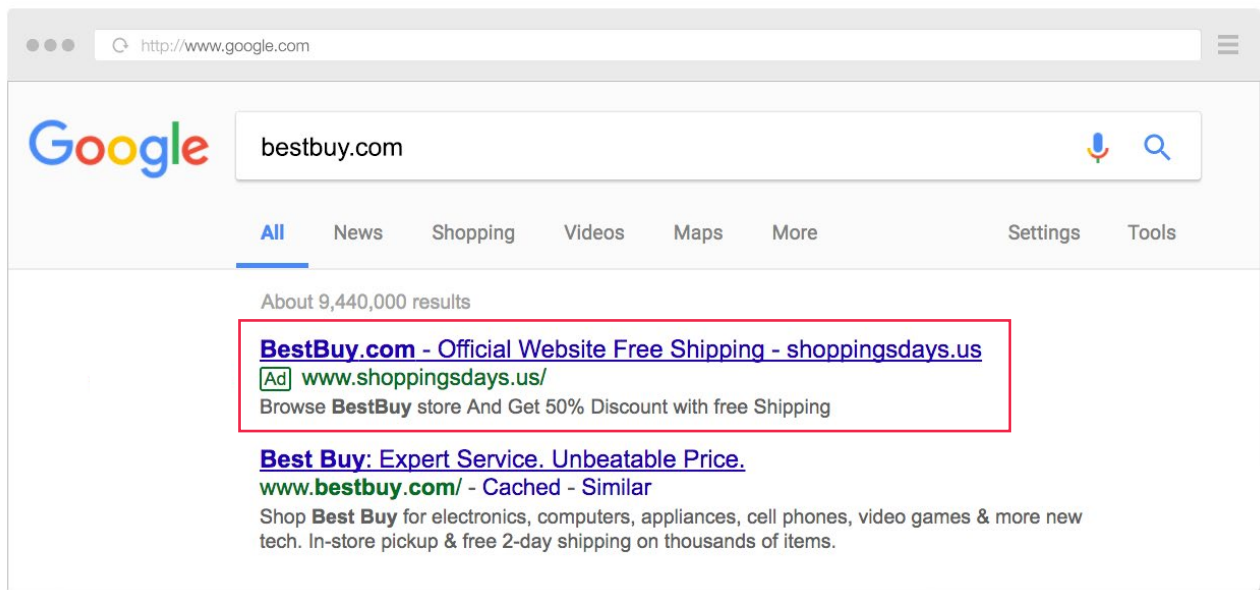 http://www.google.com
Google
bestbuy.com
All News Shopping Videos Maps More Settings Tools
About 9,440,000 results
BestBuy.com - Official Website Free Shipping - shoppingsdays.us
Ad www.shoppingsdays.us/
Browse BestBuy store And Get 50% Discount with free Shipping
Best Buy: Expert Service. Unbeatable Price.
www.bestbuy.com/ - Cached - Similar
Shop Best Buy for electronics, computers, appliances, cell phones, video games & more new
tech. In-store pickup & free 2-day shipping on thousands of items.